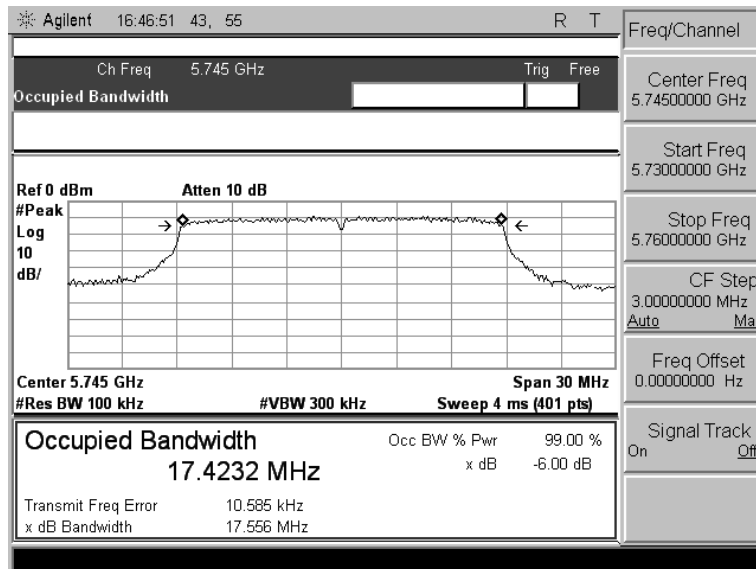 Agilent 16:46:51 43, 55 R T
Freq/Channel
Ch Freq 5.745 GHz Trig Free
Occupied Bandwidth
Center Freq
5.74500000 GHz
Start Freq
5.73000000 GHz
Ref 0 dBm Atten 10 dB
#Peak
Log
10
dB/
Stop Freq
5.76000000 GHz
CF Step
3.00000000 MHz
Auto Ma
Center 5.745 GHz Span 30 MHz
#Res BW 100 kHz #VBW 300 kHz Sweep 4 ms (401 pts)
Freq Offset
0.00000000 Hz
Occupied Bandwidth
17.4232 MHz
Occ BW % Pwr 99.00 %
x dB -6.00 dB
Signal Track
On Off
Transmit Freq Error 10.585 kHz
x dB Bandwidth 17.556 MHz